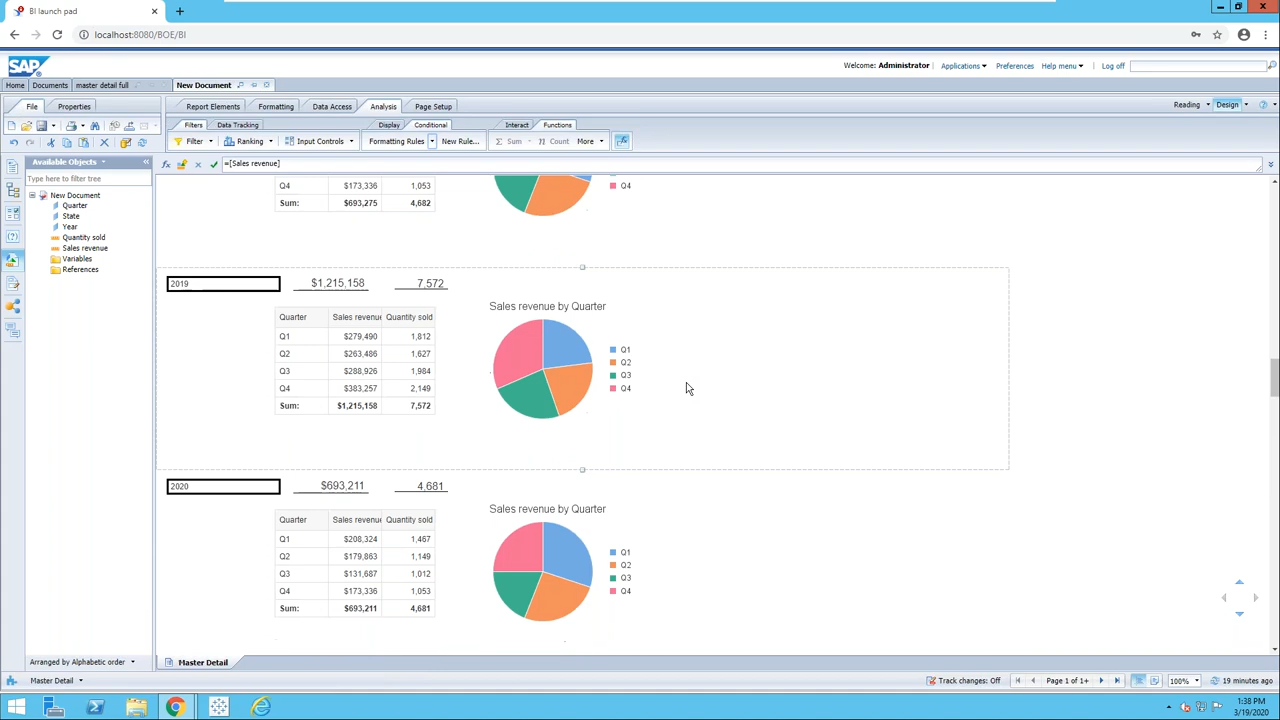 BI launch pad
localhost:8080/BOE/BI
SAP
Welcome: Administrator Applications Preferences Help menu Log off
Home Documents master detail full New Document
File Properties Report Elements Formatting Data Access Analysis Page Setup Reading Design
Filters Data Tracking Display Conditional Interact Functions
Filter Ranking Input Controls Formatting Rules New Rule... Sum Count More
Available Objects =[Sales revenue]
Type here to filter tree
New Document
Quarter
State
Year
Quantity sold
Sales revenue
Variables
References
Q4 $173,336 1,053 Q4
Sum: $693,275 4,682
2019 $1,215,158 7,572
Sales revenue by Quarter
Quarter Sales revenue Quantity sold
Q1 $279,490 1,812
Q2 $263,486 1,627
Q3 $288,926 1,984
Q4 $383,257 2,149
Sum: $1,215,158 7,572
Q1
Q2
Q3
Q4
2020 $693,211 4,681
Sales revenue by Quarter
Quarter Sales revenue Quantity sold
Q1 $208,324 1,467
Q2 $179,863 1,149
Q3 $131,687 1,012
Q4 $173,336 1,053
Sum: $693,211 4,681
Q1
Q2
Q3
Q4
Arranged by Alphabetic order
Master Detail
Master Detail Track changes: Off Page 1 of 1+ 100% 19 minutes ago
1:38 PM
3/19/2020